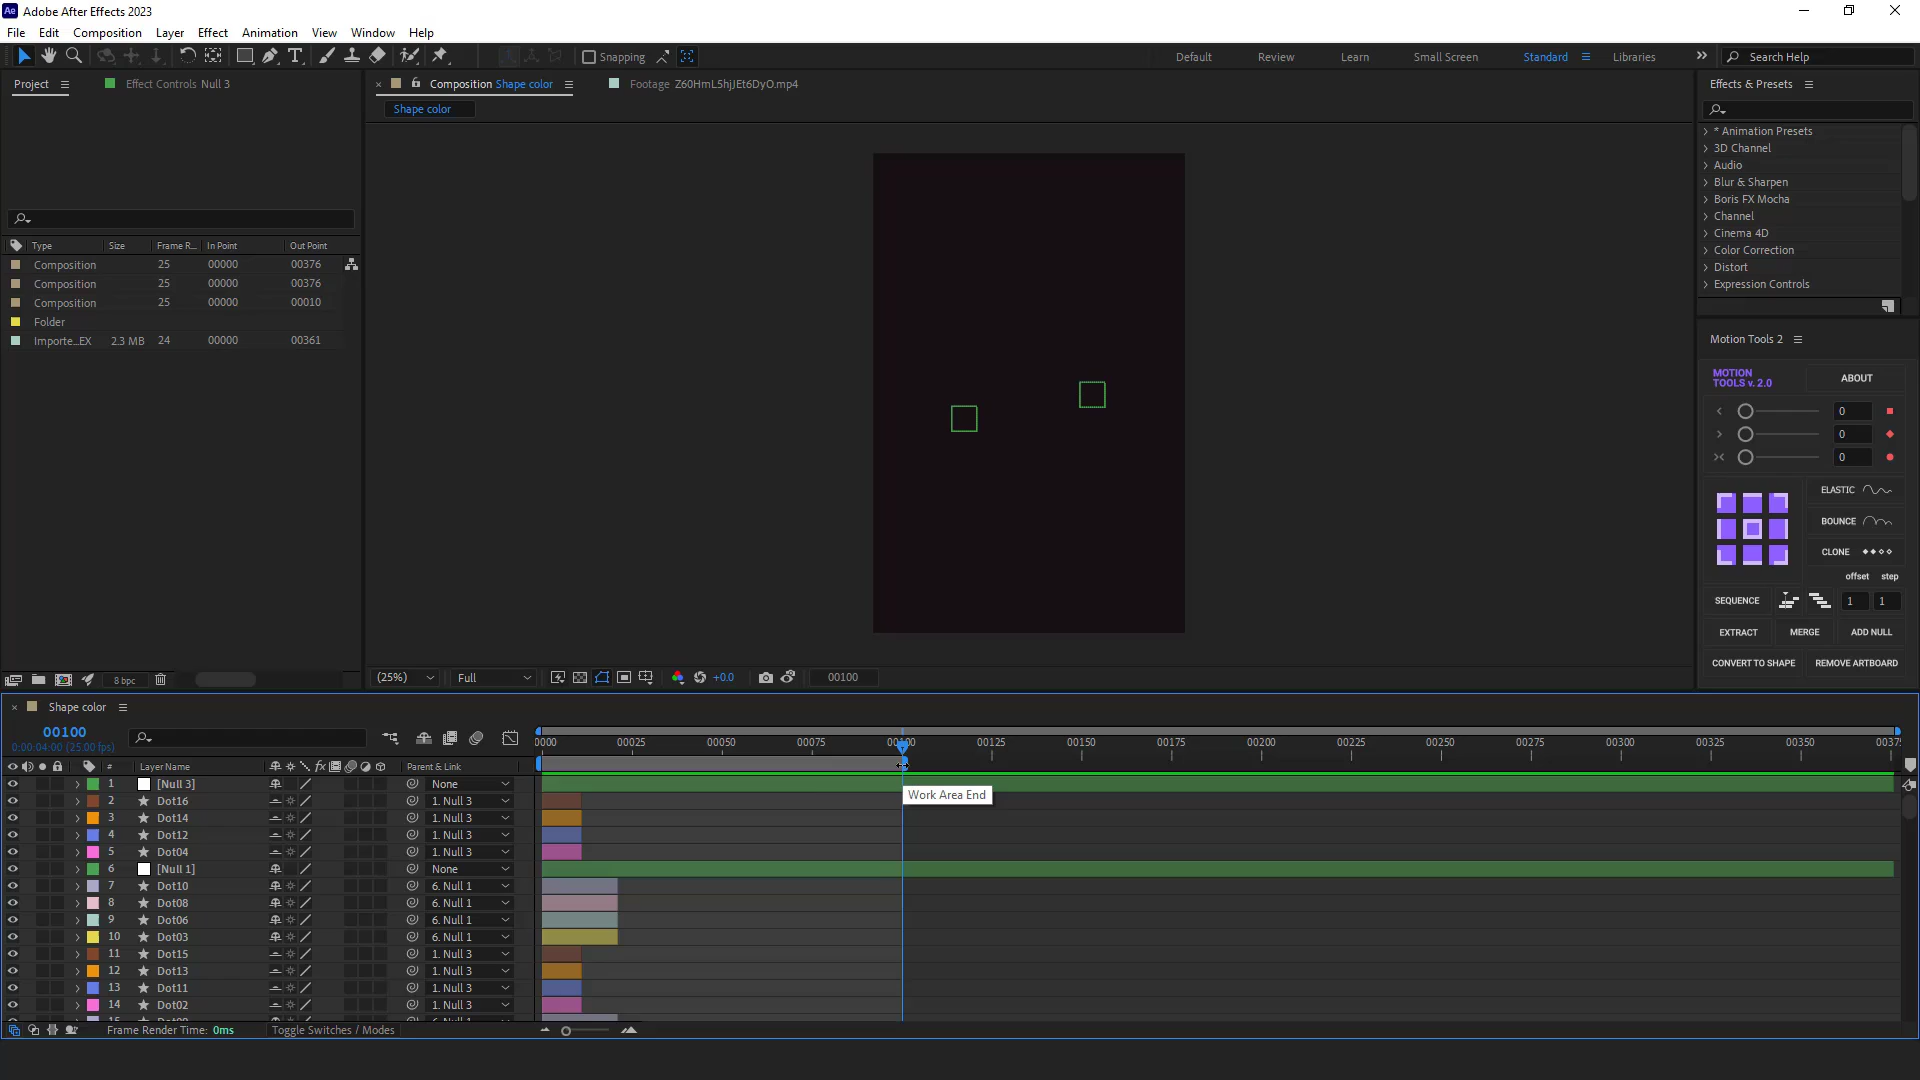 Ae Adobe After Effects 2023
File Edit Composition Layer Effect Animation View Window Help
Snapping
Default Review Learn Small Screen Standard Libraries
Search Help
Project
Effect Controls Null 3
Composition Shape color
Footage Z60HmL5hjJEt6DyO.mp4
Shape color
Type Size Frame R... In Point Out Point
Composition 25 00000 00376
Composition 25 00000 00376
Composition 25 00000 00010
Folder
Importe...EX 2.3 MB 24 00000 00361
8 bpc
(25%) Full +0.0 00100
Effects & Presets
* Animation Presets
3D Channel
Audio
Blur & Sharpen
Boris FX Mocha
Channel
Cinema 4D
Color Correction
Distort
Expression Controls
Motion Tools 2
MOTION
TOOLS v. 2.0
ABOUT
0
0
0
ELASTIC
BOUNCE
CLONE
offset step
SEQUENCE 1 1
EXTRACT MERGE ADD NULL
CONVERT TO SHAPE REMOVE ARTBOARD
Shape color
00100
0:00:04:00 (25.00 fps)
0000 00025 00050 00075 00100 00125 00150 00175 00200 00225 00250 00275 00300 00325 00350 0037
# Layer Name fx Parent & Link
1 [Null 3] None
2 Dot16 1. Null 3
3 Dot14 1. Null 3
4 Dot12 1. Null 3
5 Dot04 1. Null 3
6 [Null 1] None
7 Dot10 6. Null 1
8 Dot08 6. Null 1
9 Dot06 6. Null 1
10 Dot03 6. Null 1
11 Dot15 1. Null 3
12 Dot13 1. Null 3
13 Dot11 1. Null 3
14 Dot02 1. Null 3
Work Area End
Frame Render Time: 0ms
Toggle Switches / Modes